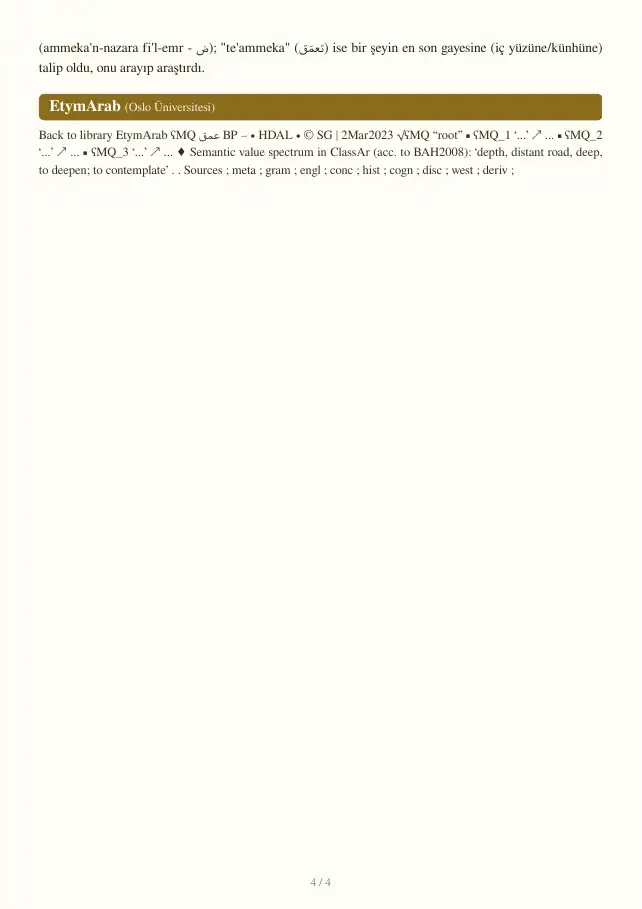 (ammeka'n-nazara fi'l-emr - ض); "te'ammeka" (تَعمَقَ) ise bir şeyin en son gayesine (iç yüzüne/künhüne)
talip oldu, onu arayıp araştırdı.
EtymArab (Oslo Üniversitesi)
Back to library EtymArab ʕMQ عمق BP – • HDAL • © SG | 2Mar2023 √ʕMQ “root” ▪ ʕMQ_1 ‘...’ ↗ ... ▪ ʕMQ_2
‘...’ ↗ ... ▪ ʕMQ_3 ‘...’ ↗ ... ♦ Semantic value spectrum in ClassAr (acc. to BAH2008): ‘depth, distant road, deep,
to deepen; to contemplate’ . . Sources ; meta ; gram ; engl ; conc ; hist ; cogn ; disc ; west ; deriv ;
4 / 4